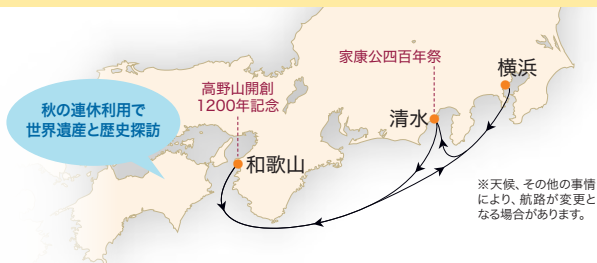 家康公四百年祭
横浜
高野山開創
1200年記念
清水
秋の連休利用で
世界遺産と歴史探訪
和歌山
※天候、その他の事情
により、航路が変更と
なる場合があります。